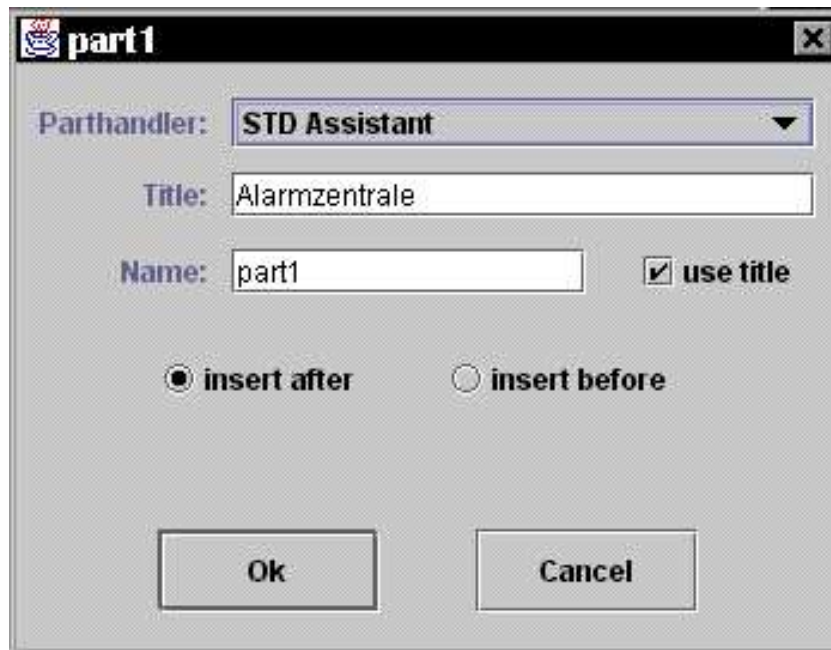 part1
Parthandler: STD Assistant
Title: Alarmzentrale
Name: part1 use title
insert after insert before
Ok Cancel